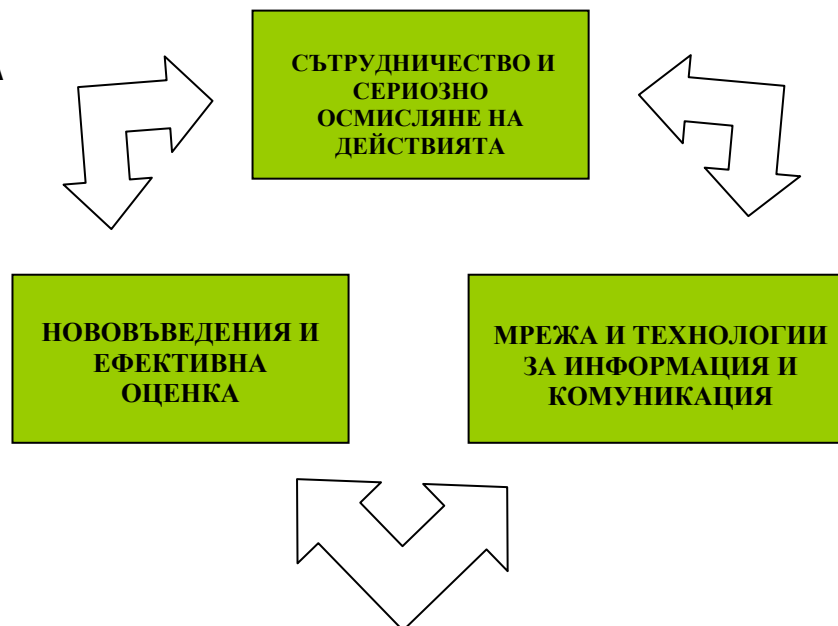 А
СЪТРУДНИЧЕСТВО И
СЕРИОЗНО
ОСМИСЛЯНЕ НА
ДЕЙСТВИЯТА
НОВОВЪВЕДЕНИЯ И
ЕФЕКТИВНА
ОЦЕНКА
МРЕЖА И ТЕХНОЛОГИИ
ЗА ИНФОРМАЦИЯ И
КОМУНИКАЦИЯ